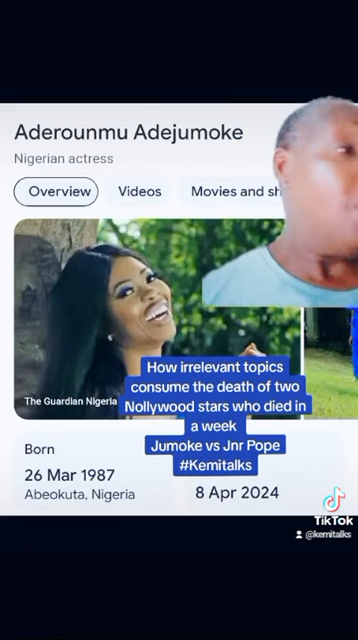 Aderounmu Adejumoke
Nigerian actress
Overview
Videos
Movies and sh
The Guardian Nigeria
How irrelevant topics
consume the death of two
Nollywood stars who died in
a week
Jumoke vs Jnr Pope
#Kemitalks
Born
26 Mar 1987
Abeokuta, Nigeria
8 Apr 2024
TikTok
@kemitalks